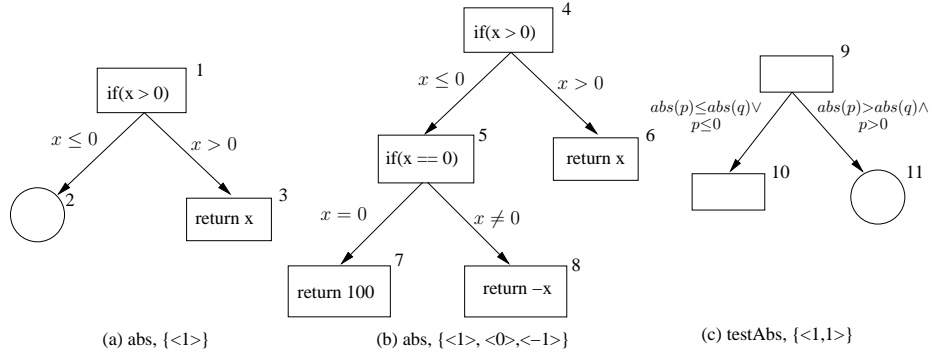 1
if(x > 0)
x ≤ 0
x > 0
2
3
return x
(a) abs, {<1>}
4
if(x > 0)
x ≤ 0
x > 0
5
if(x == 0)
6
return x
x = 0
x ≠ 0
7
return 100
8
return −x
(b) abs, {<1>, <0>,<−1>}
9
abs(p)≤abs(q)∨
p≤0
abs(p)>abs(q)∧
p>0
10
11
(c) testAbs, {<1,1>}